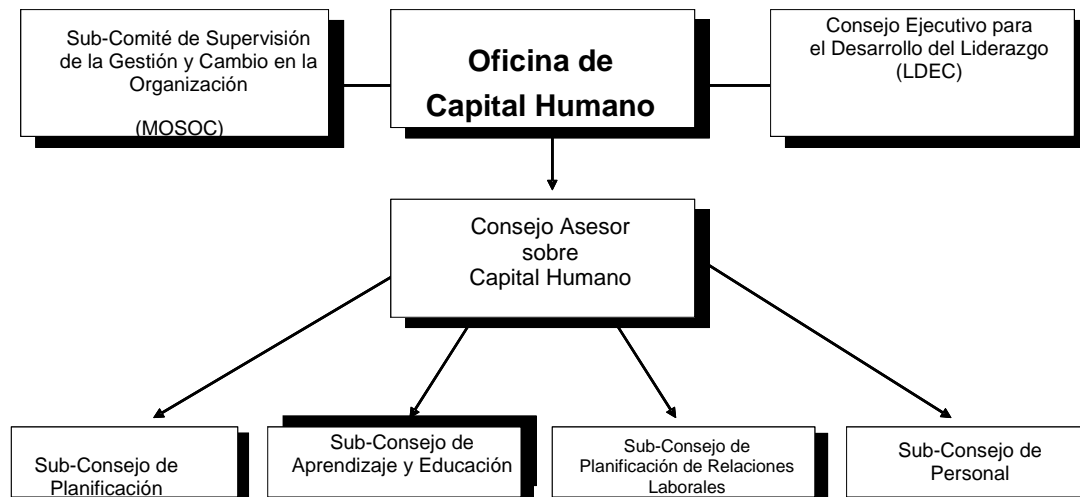 Sub-Comité de Supervisión
de la Gestión y Cambio en la
Organización
(MOSOC)
Oficina de
Capital Humano
Consejo Ejecutivo para
el Desarrollo del Liderazgo
(LDEC)
Consejo Asesor
sobre
Capital Humano
Sub-Consejo de
Planificación
Sub-Consejo de
Aprendizaje y Educación
Sub-Consejo de
Planificación de Relaciones
Laborales
Sub-Consejo de
Personal